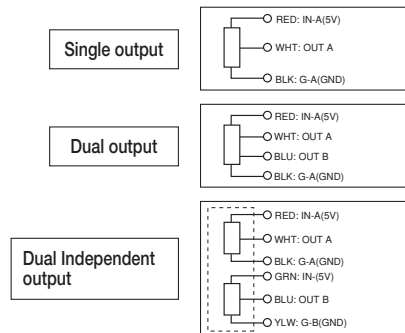 Single output
RED: IN-A(5V)
WHT: OUT A
BLK: G-A(GND)
Dual output
RED: IN-A(5V)
WHT: OUT A
BLU: OUT B
BLK: G-A(GND)
Dual Independent
output
RED: IN-A(5V)
WHT: OUT A
BLK: G-A(GND)
GRN: IN-(5V)
BLU: OUT B
YLW: G-B(GND)